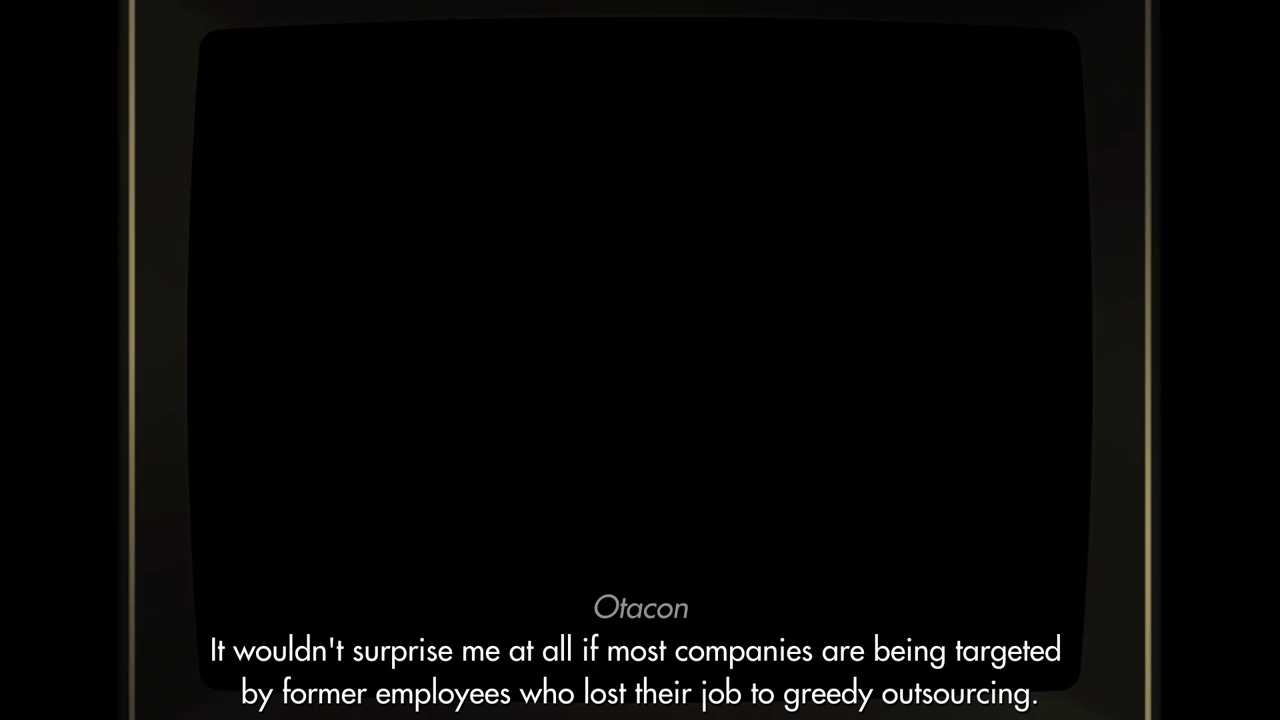 Otacon
It wouldn't surprise me at all if most companies are being targeted
by former employees who lost their job to greedy outsourcing.